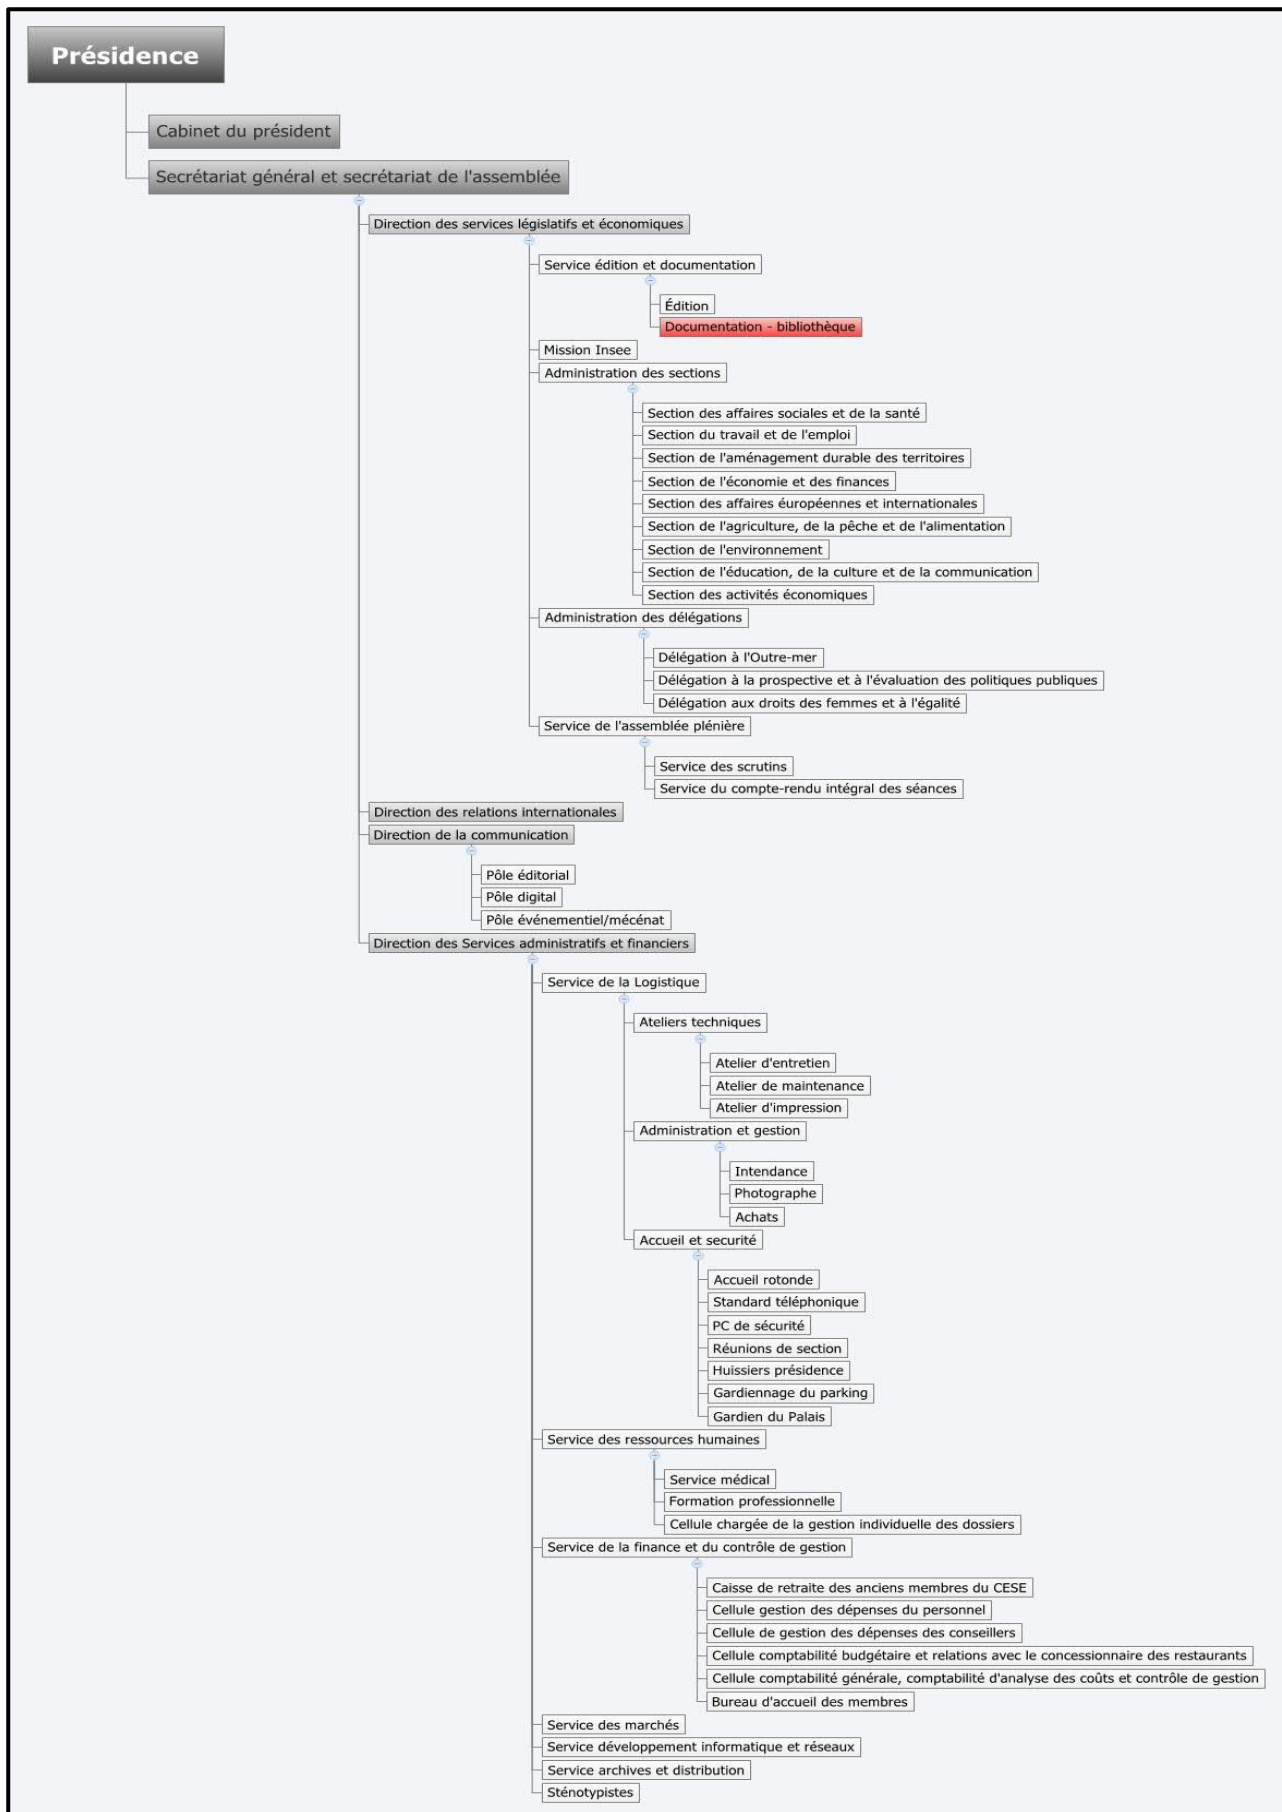 Présidence
Cabinet du président
Secrétariat général et secrétariat de l'assemblée
Direction des services législatifs et économiques
Service édition et documentation
Édition
Documentation - bibliothèque
Mission Insee
Administration des sections
Section des affaires sociales et de la santé
Section du travail et de l'emploi
Section de l'aménagement durable des territoires
Section de l'économie et des finances
Section des affaires éuropéennes et internationales
Section de l'agriculture, de la pêche et de l'alimentation
Section de l'environnement
Section de l'éducation, de la culture et de la communication
Section des activités économiques
Administration des délégations
Délégation à l'Outre-mer
Délégation à la prospective et à l'évaluation des politiques publiques
Délégation aux droits des femmes et à l'égalité
Service de l'assemblée plénière
Service des scrutins
Service du compte-rendu intégral des séances
Direction des relations internationales
Direction de la communication
Pôle éditorial
Pôle digital
Pôle événementiel/mécénat
Direction des Services administratifs et financiers
Service de la Logistique
Ateliers techniques
Atelier d'entretien
Atelier de maintenance
Atelier d'impression
Administration et gestion
Intendance
Photographe
Achats
Accueil et securité
Accueil rotonde
Standard téléphonique
PC de sécurité
Réunions de section
Huissiers présidence
Gardiennage du parking
Gardien du Palais
Service des ressources humaines
Service médical
Formation professionnelle
Cellule chargée de la gestion individuelle des dossiers
Service de la finance et du contrôle de gestion
Caisse de retraite des anciens membres du CESE
Cellule gestion des dépenses du personnel
Cellule de gestion des dépenses des conseillers
Cellule comptabilité budgétaire et relations avec le concessionnaire des restaurants
Cellule comptabilité générale, comptabilité d'analyse des coûts et contrôle de gestion
Bureau d'accueil des membres
Service des marchés
Service développement informatique et réseaux
Service archives et distribution
Sténotypistes